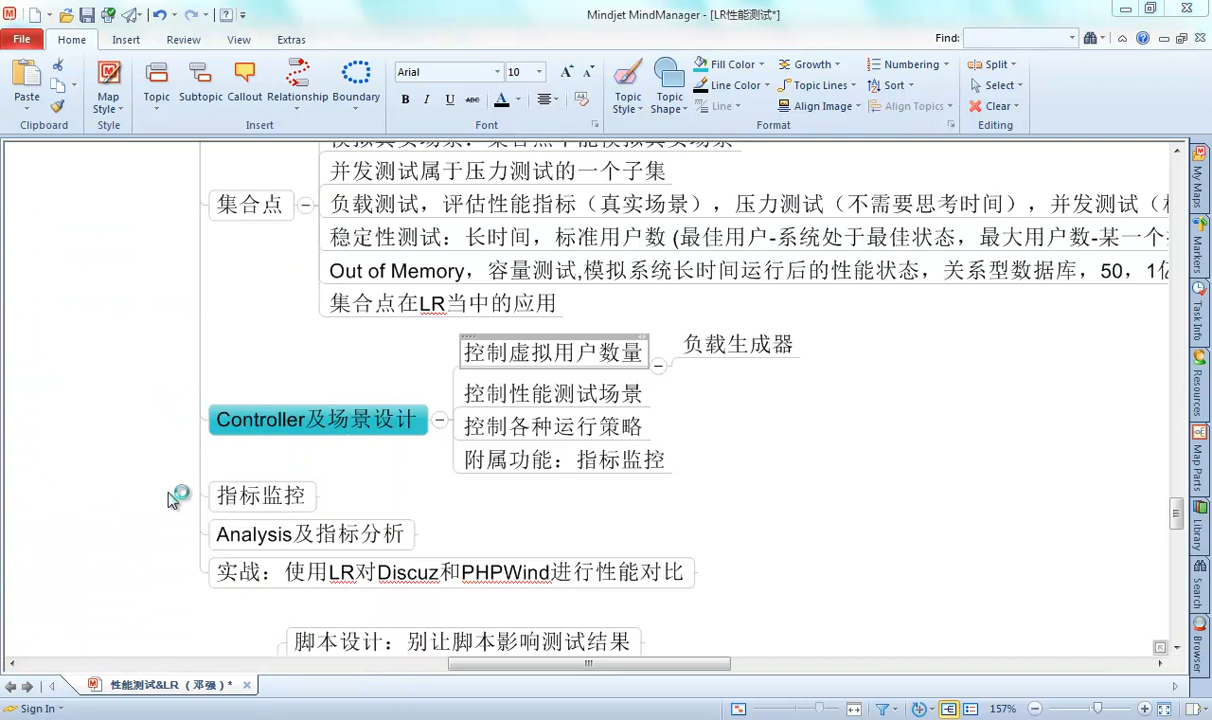 Mindjet MindManager - [LR性能测试*]
File
Home
Insert
Review
View
Extras
Find:
Paste
Map Style
Topic
Subtopic
Callout
Relationship
Boundary
Arial
10
Topic Style
Topic Shape
Fill Color
Line Color
Line
Growth
Topic Lines
Align Image
Numbering
Sort
Align Topics
Split
Select
Clear
Clipboard
Style
Insert
Font
Format
Editing
并发测试属于压力测试的一个子集
集合点
负载测试，评估性能指标（真实场景），压力测试（不需要思考时间），并发测试（
稳定性测试：长时间，标准用户数 (最佳用户-系统处于最佳状态，最大用户数-某一个
Out of Memory，容量测试,模拟系统长时间运行后的性能状态，关系型数据库，50，1亿
集合点在LR当中的应用
控制虚拟用户数量
负载生成器
控制性能测试场景
Controller及场景设计
控制各种运行策略
附属功能：指标监控
指标监控
Analysis及指标分析
实战：使用LR对Discuz和PHPWind进行性能对比
脚本设计：别让脚本影响测试结果
My Maps
Markers
Task Info
Resources
Map Parts
Library
Search
Browser
性能测试&LR （邓强）*
Sign In
157%